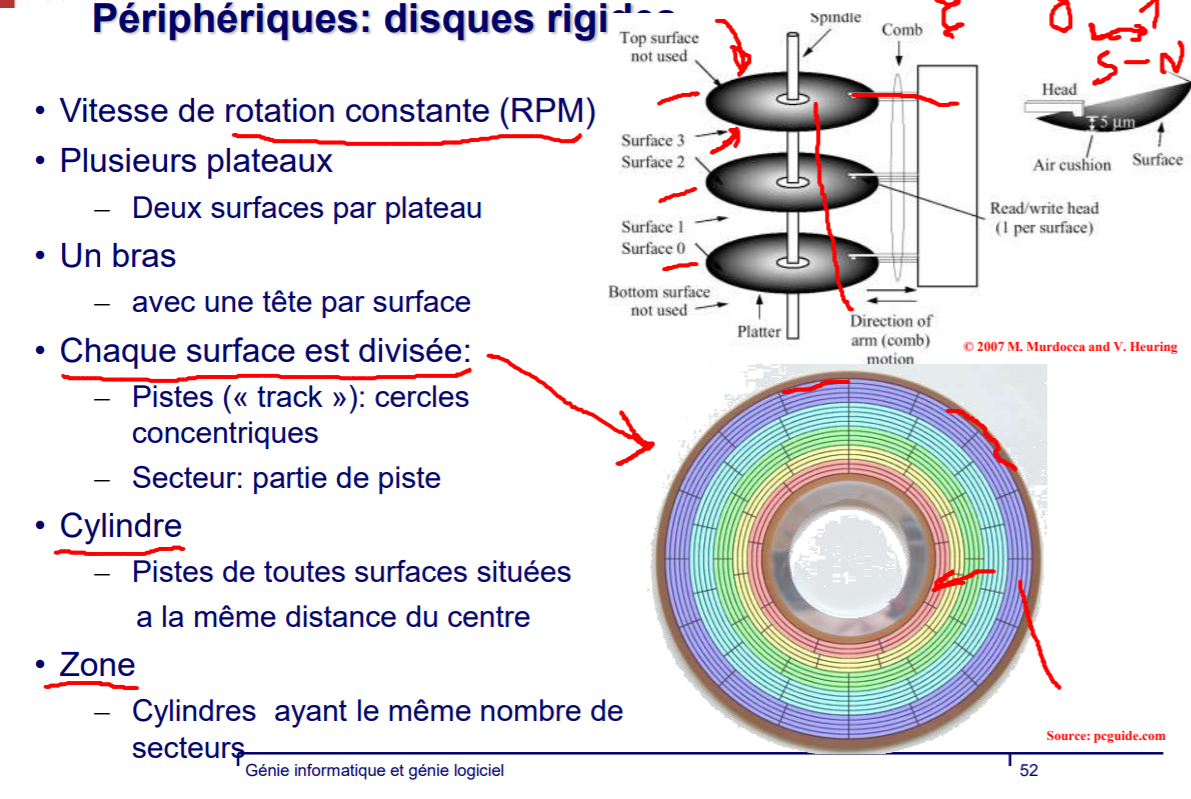 Périphériques: disques rigides
• Vitesse de rotation constante (RPM)
• Plusieurs plateaux
– Deux surfaces par plateau
• Un bras
– avec une tête par surface
• Chaque surface est divisée:
– Pistes (« track »): cercles
concentriques
– Secteur: partie de piste
• Cylindre
– Pistes de toutes surfaces situées
a la même distance du centre
• Zone
– Cylindres ayant le même nombre de
secteurs
Top surface
not used
Spindle
Comb
Surface 3
Surface 2
Surface 1
Surface 0
Bottom surface
not used
Platter
Read/write head
(1 per surface)
Direction of
arm (comb)
motion
S - N
Head
5 µm
Air cushion
Surface
© 2007 M. Murdocca and V. Heuring
Source: pcguide.com
Génie informatique et génie logiciel
52